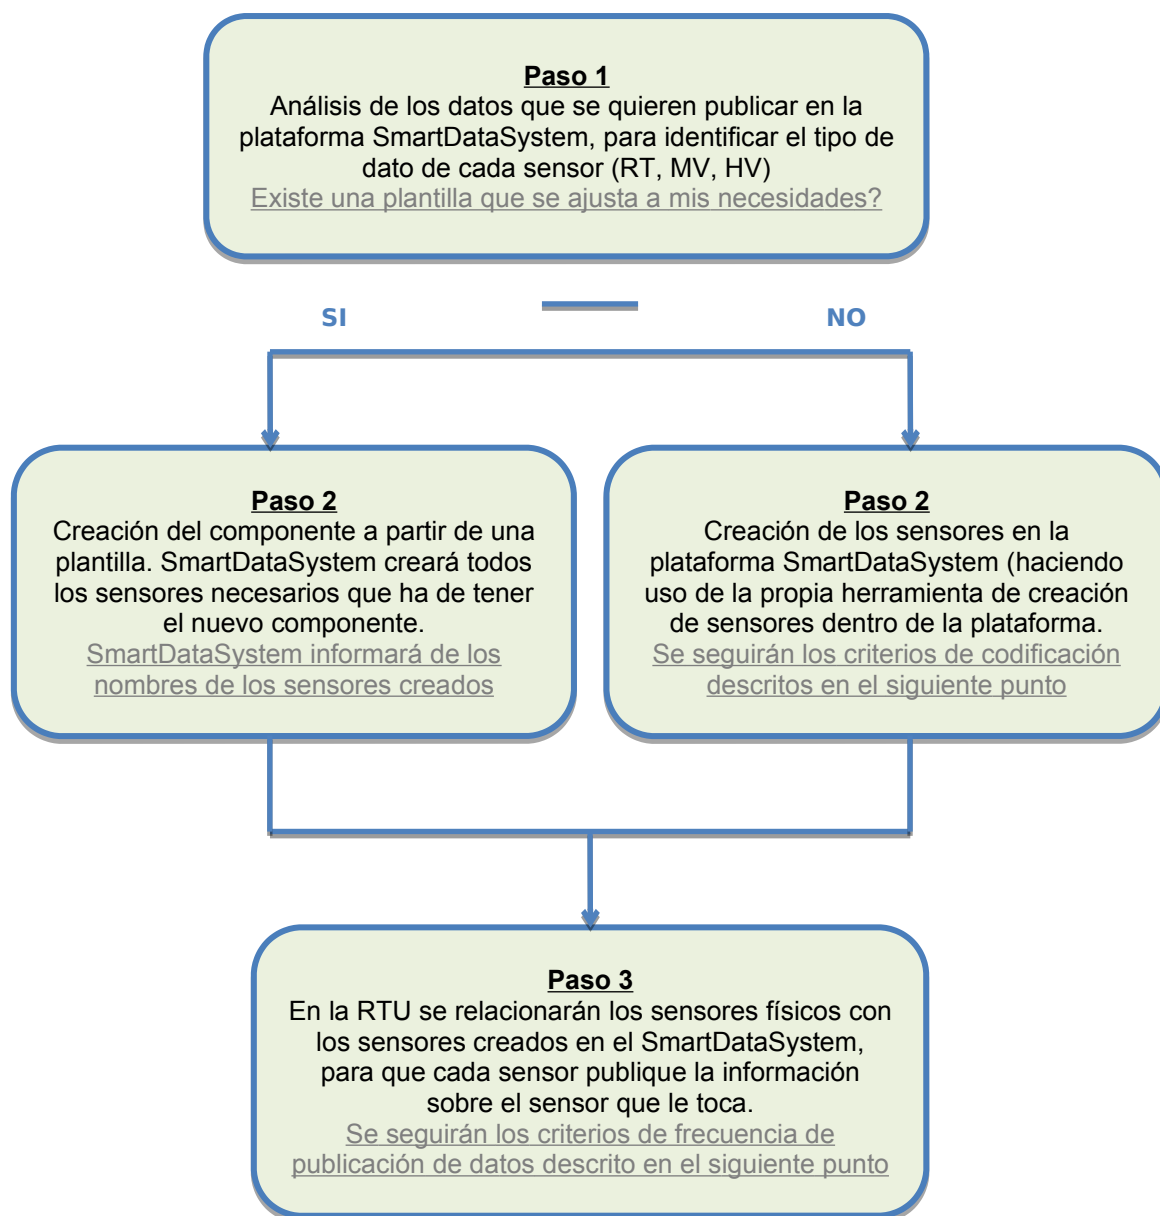 Paso 1
Análisis de los datos que se quieren publicar en la
plataforma SmartDataSystem, para identificar el tipo de
dato de cada sensor (RT, MV, HV)
Existe una plantilla que se ajusta a mis necesidades?
SI
NO
Paso 2
Creación del componente a partir de una
plantilla. SmartDataSystem creará todos
los sensores necesarios que ha de tener
el nuevo componente.
SmartDataSystem informará de los
nombres de los sensores creados
Paso 2
Creación de los sensores en la
plataforma SmartDataSystem (haciendo
uso de la propia herramienta de creación
de sensores dentro de la plataforma.
Se seguirán los criterios de codificación
descritos en el siguiente punto
Paso 3
En la RTU se relacionarán los sensores físicos con
los sensores creados en el SmartDataSystem,
para que cada sensor publique la información
sobre el sensor que le toca.
Se seguirán los criterios de frecuencia de
publicación de datos descrito en el siguiente punto